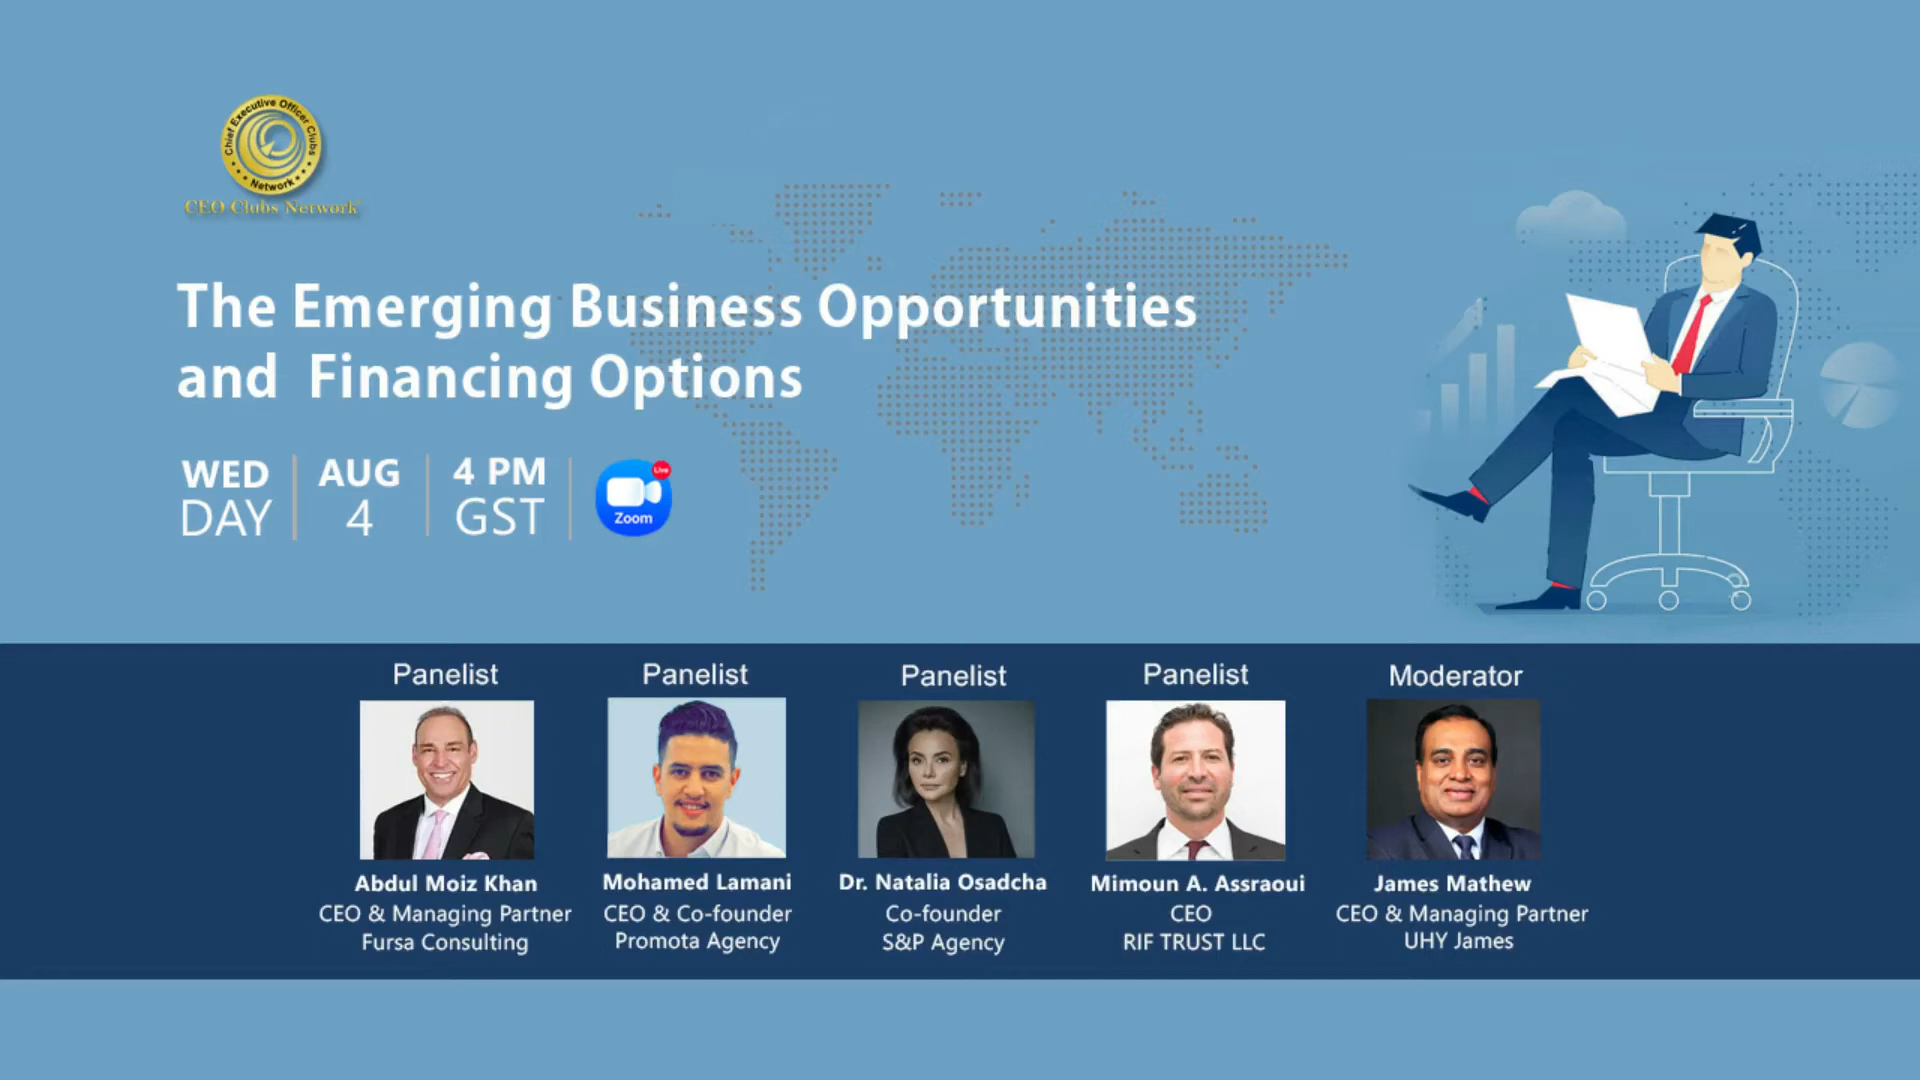 Chief Executive Officer Clubs
Network
CEO Clubs Network
The Emerging Business Opportunities
and Financing Options
WED
DAY
AUG
4
4 PM
GST
Live
Zoom
Panelist
Abdul Moiz Khan
CEO & Managing Partner
Fursa Consulting
Panelist
Mohamed Lamani
CEO & Co-founder
Promota Agency
Panelist
Dr. Natalia Osadcha
Co-founder
S&P Agency
Panelist
Mimoun A. Assraoui
CEO
RIF TRUST LLC
Moderator
James Mathew
CEO & Managing Partner
UHY James